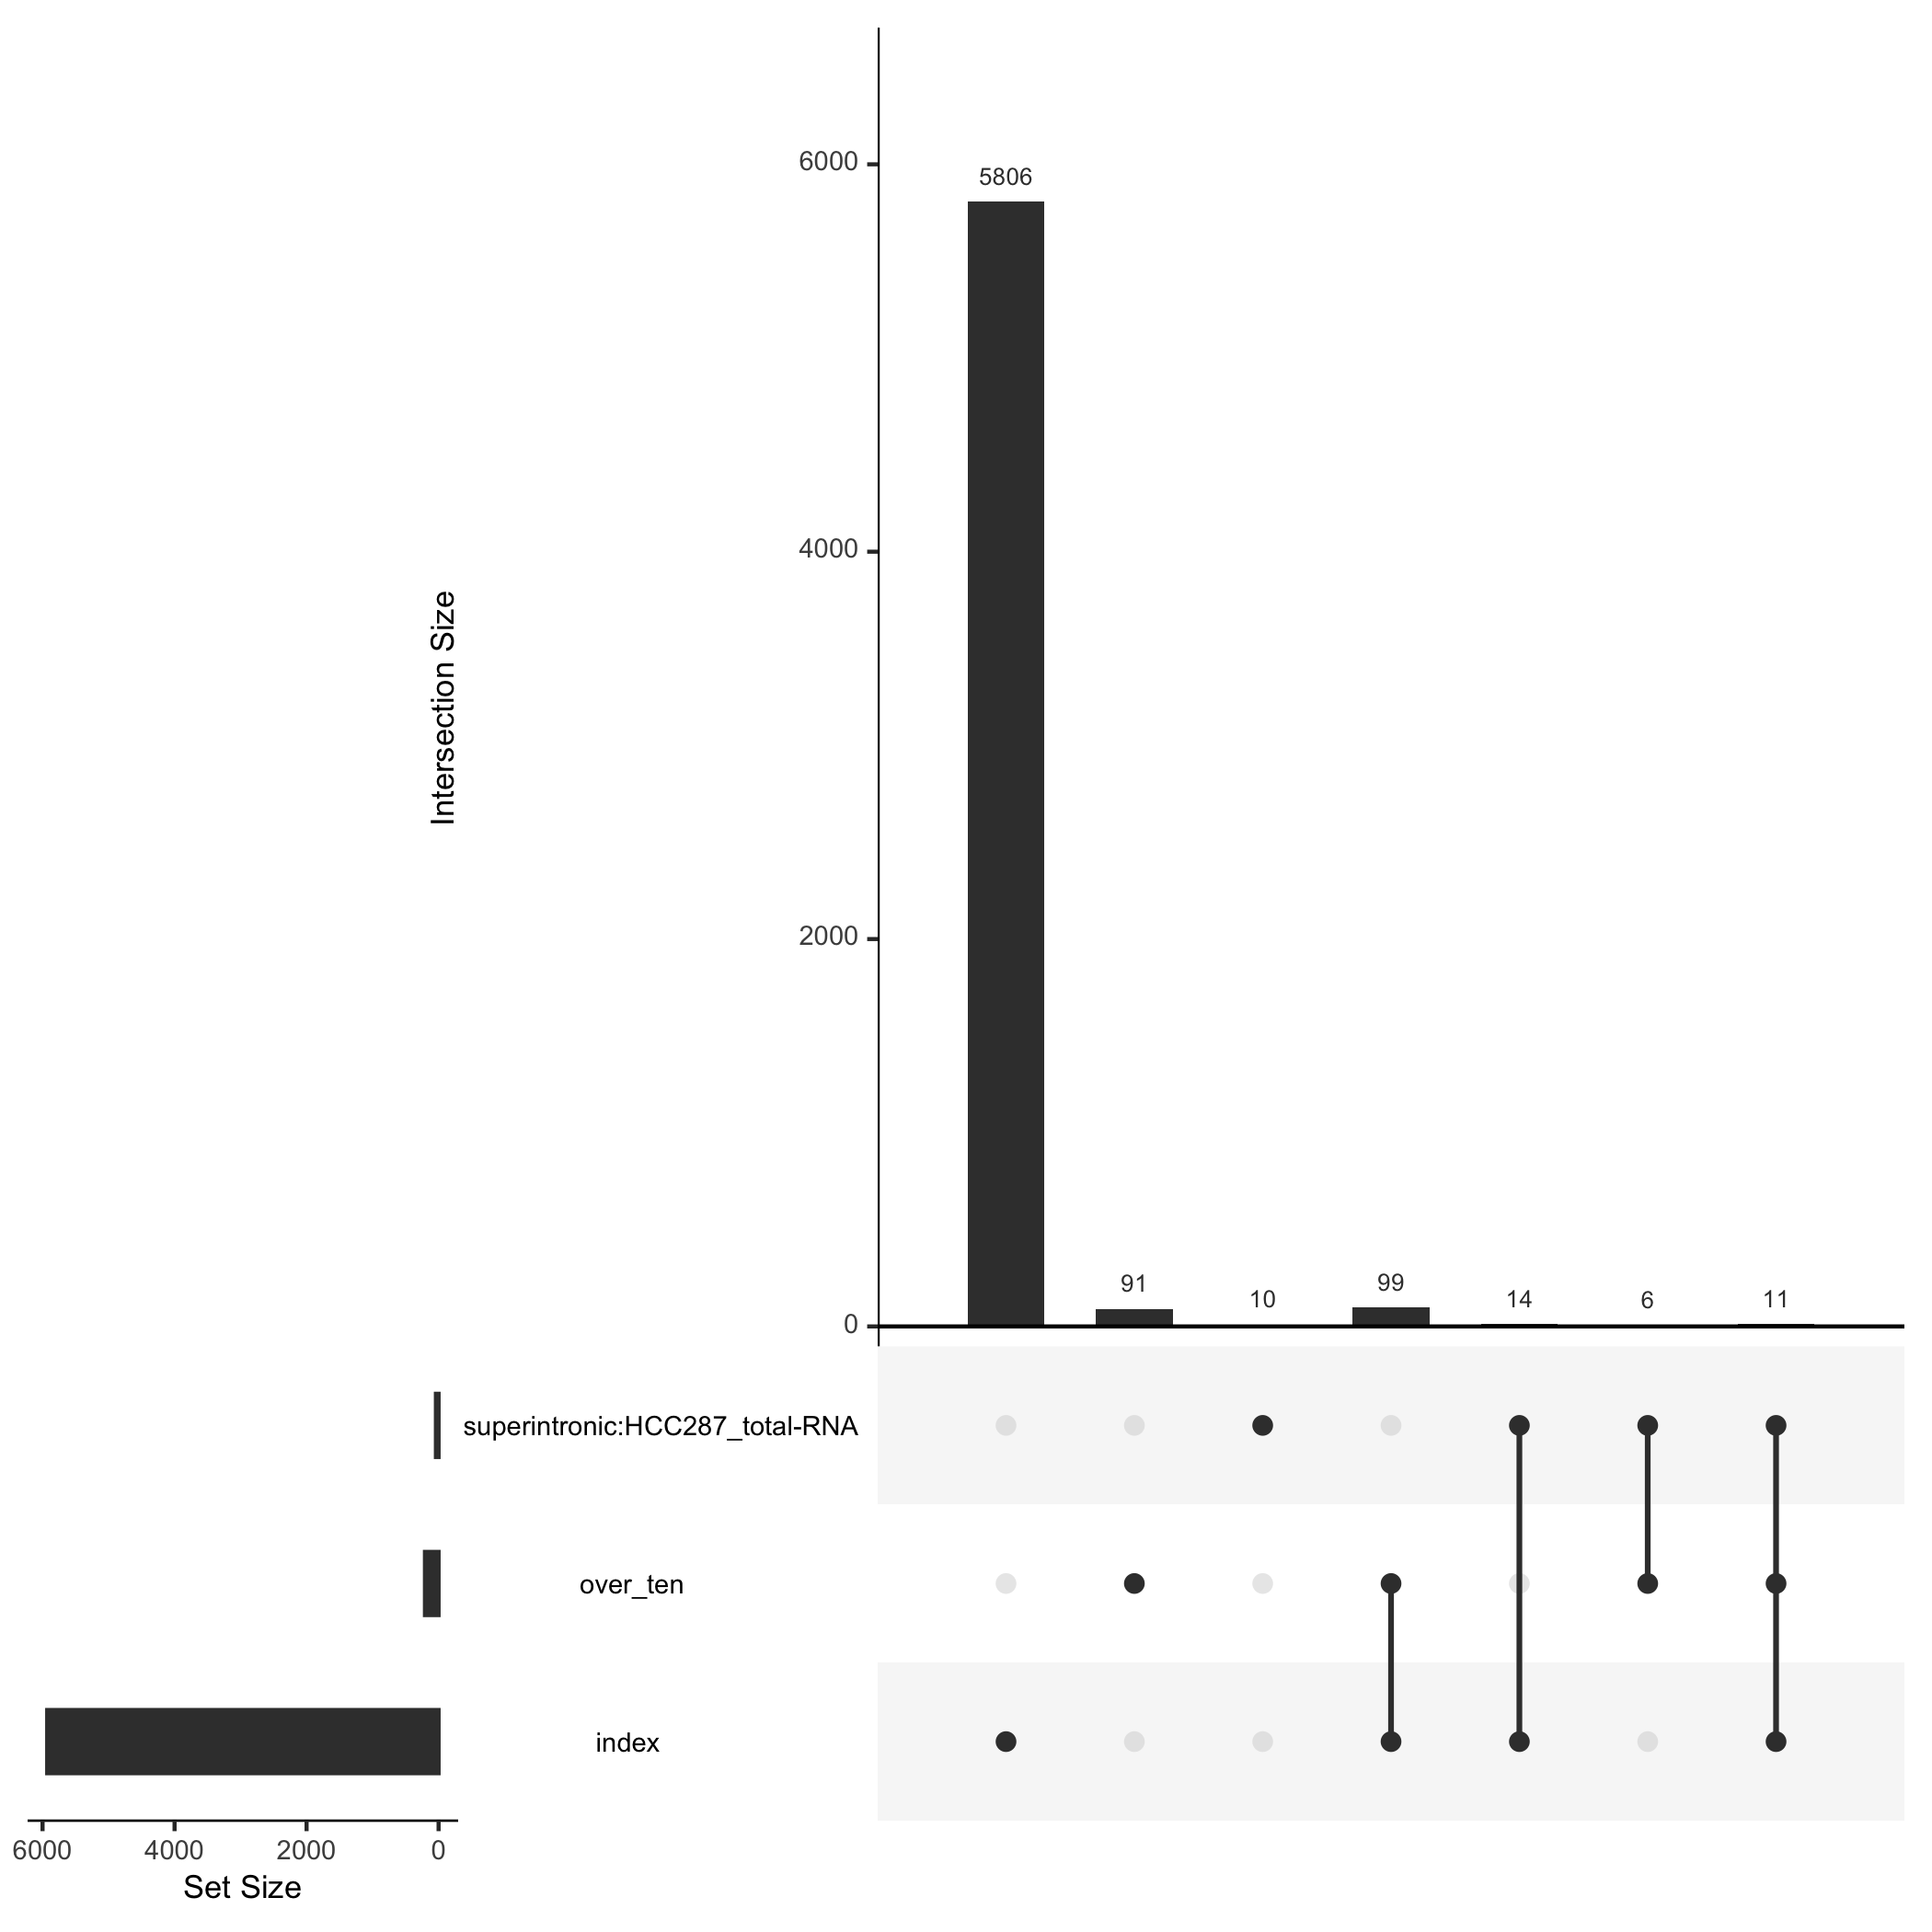 6000
4000
2000
0
Intersection Size
5806
91
10
99
14
6
11
superintronic:HCC287_total-RNA
over_ten
index
6000 4000 2000 0
Set Size